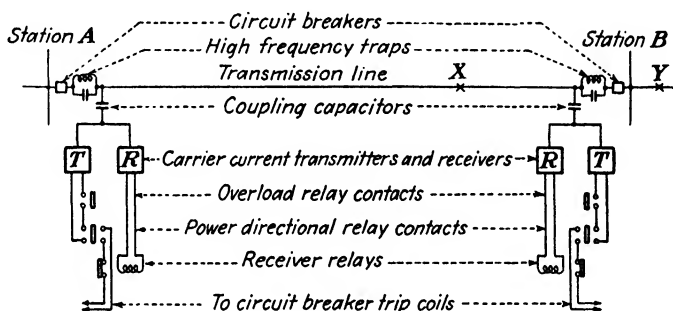 Circuit breakers
Station A
High frequency traps
Station B
Transmission line
X
Y
Coupling capacitors
T
R
Carrier current transmitters and receivers
R
T
Overload relay contacts
Power directional relay contacts
Receiver relays
To circuit breaker trip coils